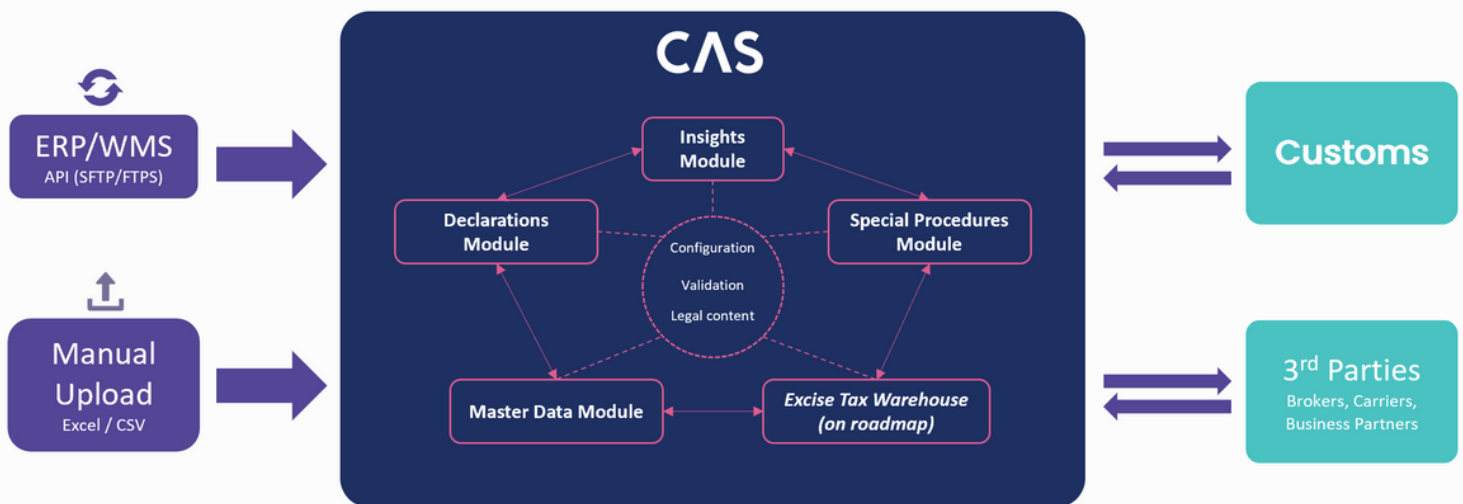 CAS
ERP/WMS
API (SFTP/FTPS)
Manual
Upload
Excel / CSV
Insights
Module
Declarations
Module
Special Procedures
Module
Configuration
Validation
Legal content
Master Data Module
Excise Tax Warehouse
(on roadmap)
Customs
3rd Parties
Brokers, Carriers,
Business Partners